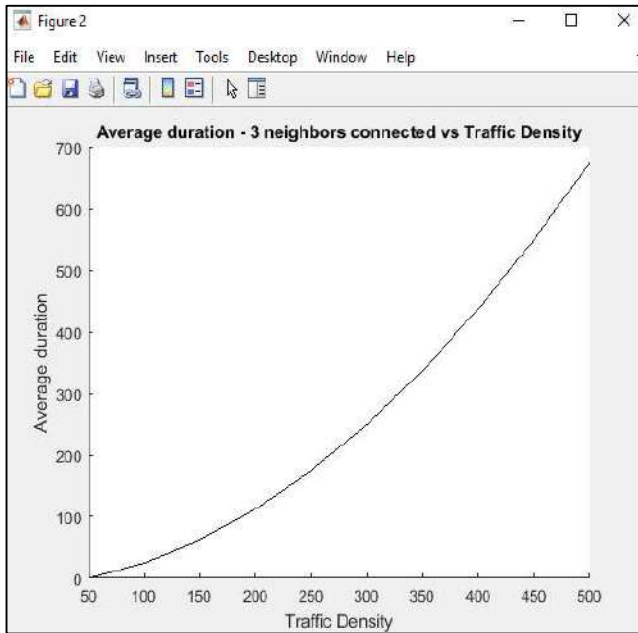 Figure 2
File Edit View Insert Tools Desktop Window Help
Average duration - 3 neighbors connected vs Traffic Density
700
600
500
400
300
200
100
0
Average duration
50 100 150 200 250 300 350 400 450 500
Traffic Density